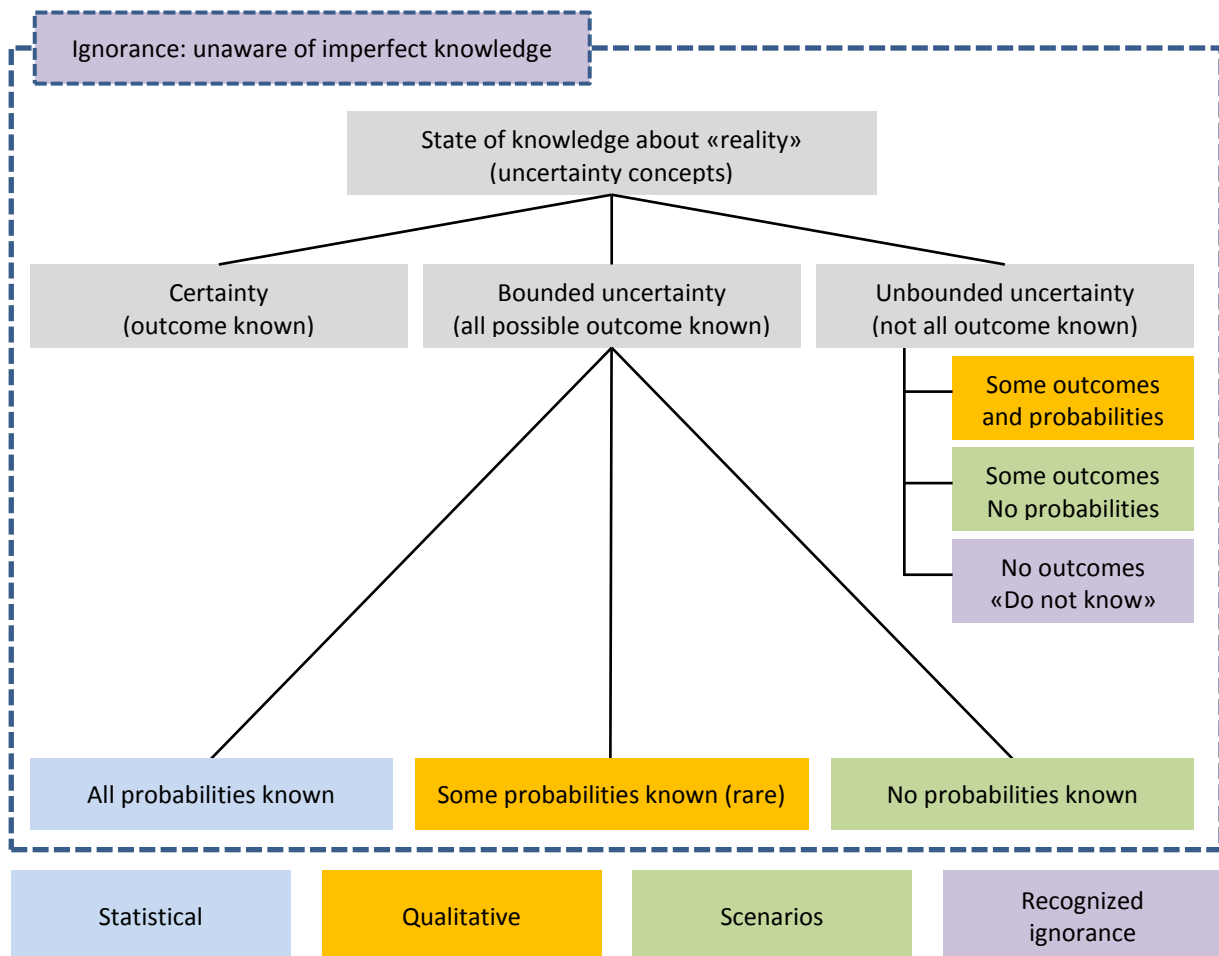 Ignorance: unaware of imperfect knowledge
State of knowledge about «reality»
(uncertainty concepts)
Certainty
(outcome known)
Bounded uncertainty
(all possible outcome known)
Unbounded uncertainty
(not all outcome known)
Some outcomes
and probabilities
Some outcomes
No probabilities
No outcomes
«Do not know»
All probabilities known
Some probabilities known (rare)
No probabilities known
Statistical
Qualitative
Scenarios
Recognized
ignorance